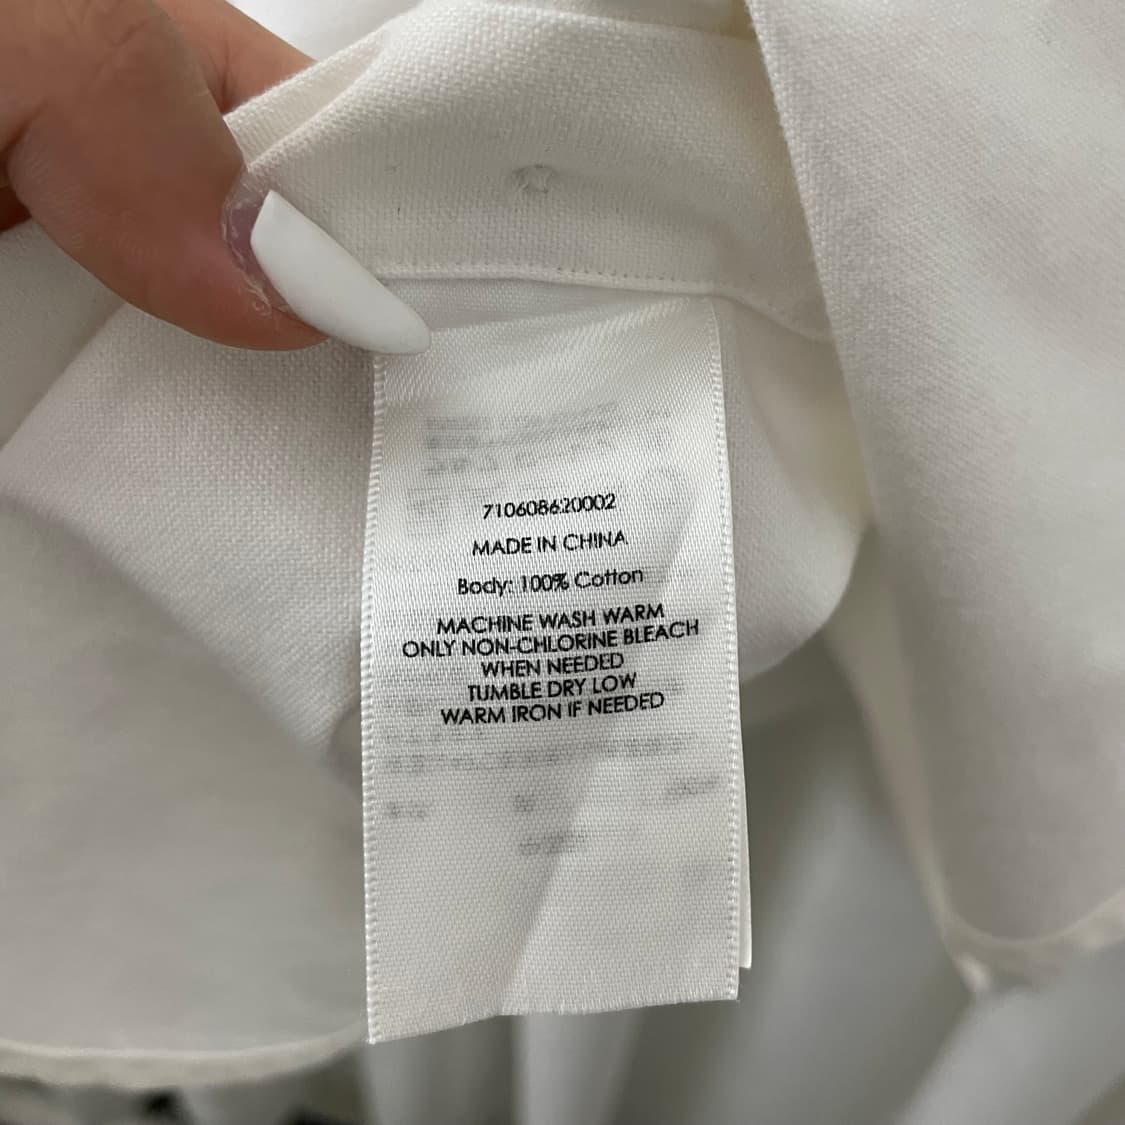 710608620002
MADE IN CHINA
Body: 100% Cotton
MACHINE WASH WARM
ONLY NON-CHLORINE BLEACH
WHEN NEEDED
TUMBLE DRY LOW
WARM IRON IF NEEDED